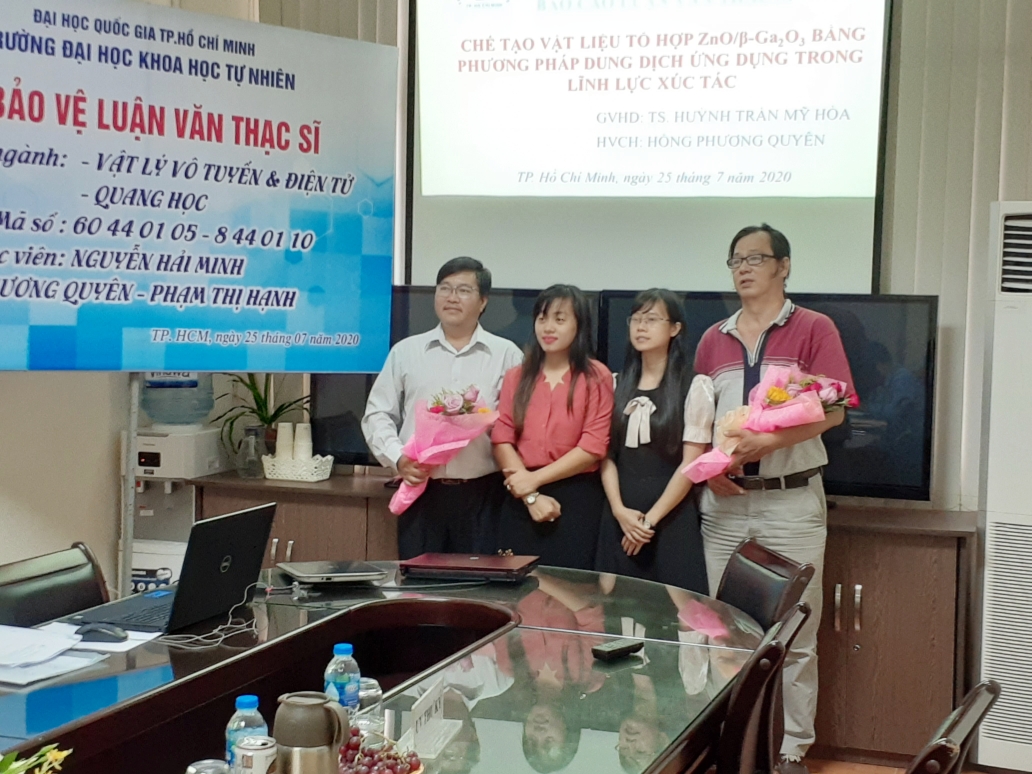 ĐẠI HỌC QUỐC GIA TP.HỒ CHÍ MINH
TRƯỜNG ĐẠI HỌC KHOA HỌC TỰ NHIÊN
BẢO VỆ LUẬN VĂN THẠC SĨ
ngành: - VẬT LÝ VÔ TUYẾN & ĐIỆN TỬ
- QUANG HỌC
Mã số : 60 44 01 05 - 8 44 01 10
c viên: NGUYỄN HẢI MINH
ƯƠNG QUYÊN - PHẠM THỊ HẠNH
TP. HCM, ngày 25 tháng 07 năm 2020
CHẾ TẠO VẬT LIỆU TỔ HỢP ZnO/β-Ga₂O₃ BẰNG
PHƯƠNG PHÁP DUNG DỊCH ỨNG DỤNG TRONG
LĨNH LỰC XÚC TÁC
GVHD: TS. HUỲNH TRẦN MỸ HÒA
HVCH: HỒNG PHƯƠNG QUYÊN
TP. Hồ Chí Minh, ngày 25 tháng 7 năm 2020
DELL
THƯ KÝ